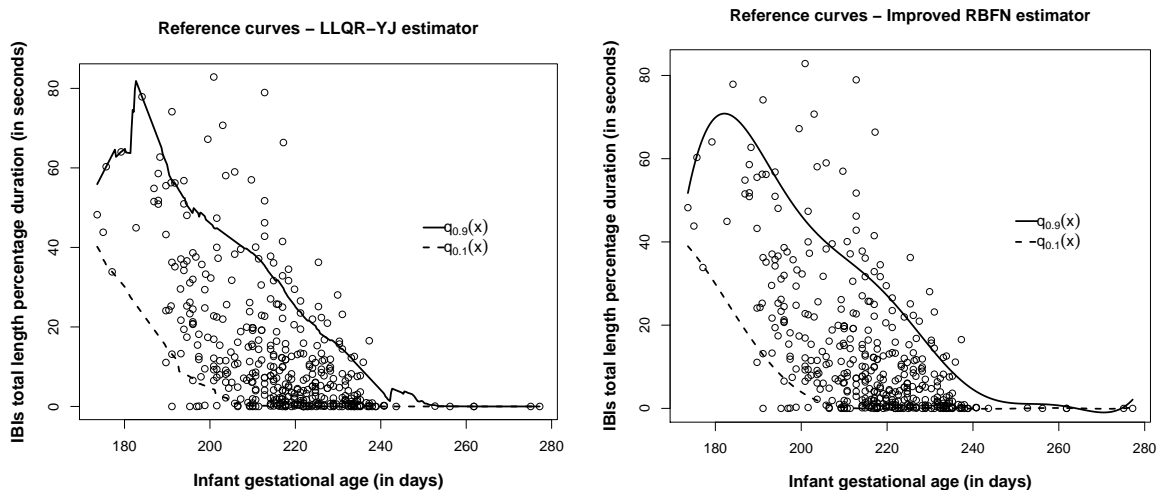 Reference curves – LLQR–YJ estimator
IBIs total length percentage duration (in seconds)
80
60
40
20
0
q0.9(x)
q0.1(x)
180 200 220 240 260 280
Infant gestational age (in days)
Reference curves – Improved RBFN estimator
IBIs total length percentage duration (in seconds)
80
60
40
20
0
q0.9(x)
q0.1(x)
180 200 220 240 260 280
Infant gestational age (in days)